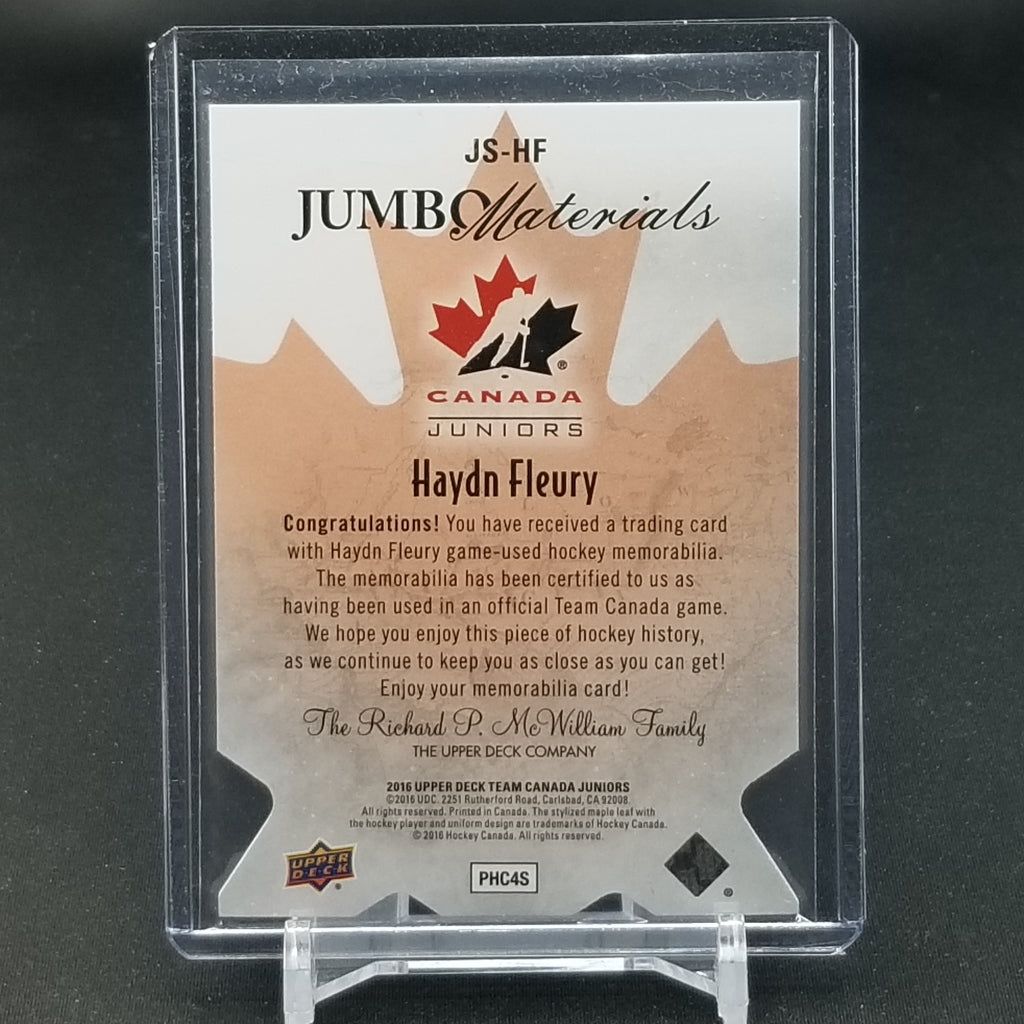 JS-HF
JUMBO Materials
®
CANADA
JUNIORS
Haydn Fleury
Congratulations! You have received a trading card
with Haydn Fleury game-used hockey memorabilia.
The memorabilia has been certified to us as
having been used in an official Team Canada game.
We hope you enjoy this piece of hockey history,
as we continue to keep you as close as you can get!
Enjoy your memorabilia card!
The Richard P. McWilliam Family
THE UPPER DECK COMPANY
2016 UPPER DECK TEAM CANADA JUNIORS
©2016 UDC. 2251 Rutherford Road, Carlsbad, CA 92008.
All rights reserved. Printed in Canada. The stylized maple leaf with
the hockey player and uniform design are trademarks of Hockey Canada.
© 2016 Hockey Canada. All rights reserved.
UPPER
DECK
®
PHC4S
®